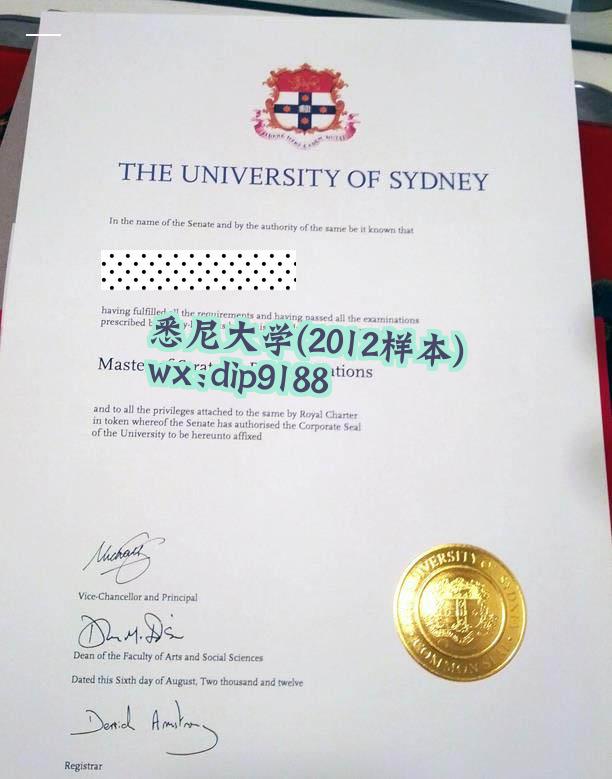 THE UNIVERSITY OF SYDNEY
In the name of the Senate and by the authority of the same be it known that
having fulfilled all the requirements and having passed all the examinations
prescribed
悉尼大学(2012样本)
wx:dip9188
and to all the privileges attached to the same by Royal Charter
in token whereof the Senate has authorised the Corporate Seal
of the University to be hereunto affixed
Vice-Chancellor and Principal
Dean of the Faculty of Arts and Social Sciences
Dated this Sixth day of August, Two thousand and twelve
Registrar
UNIVERSITY OF SYDNEY
COMMON SEAL